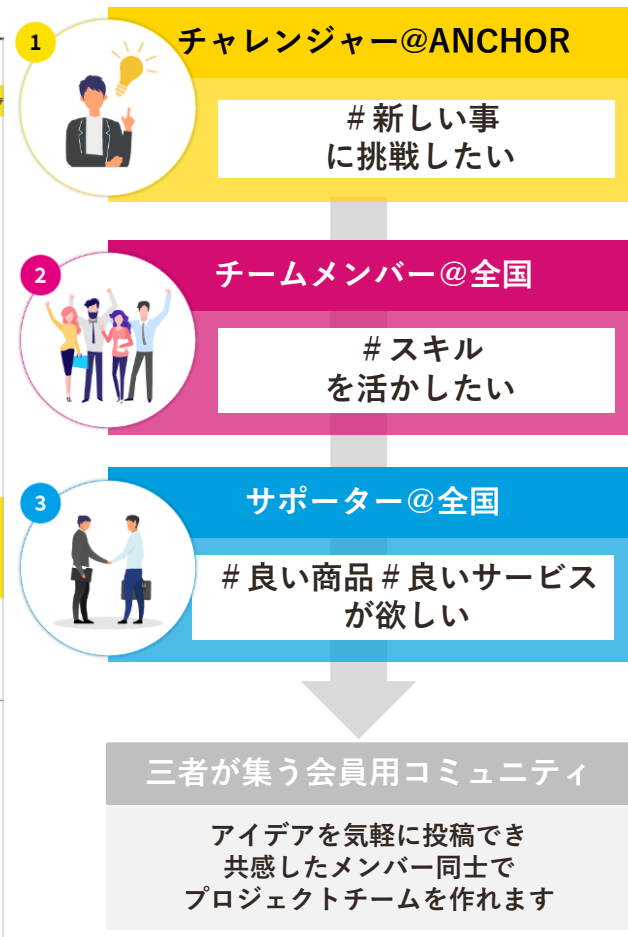 1
チャレンジャー@ANCHOR
#新しい事
に挑戦したい
2
チームメンバー@全国
#スキル
を活かしたい
3
サポーター@全国
#良い商品#良いサービス
が欲しい
三者が集う会員用コミュニティ
アイデアを気軽に投稿でき
共感したメンバー同士で
プロジェクトチームを作れます